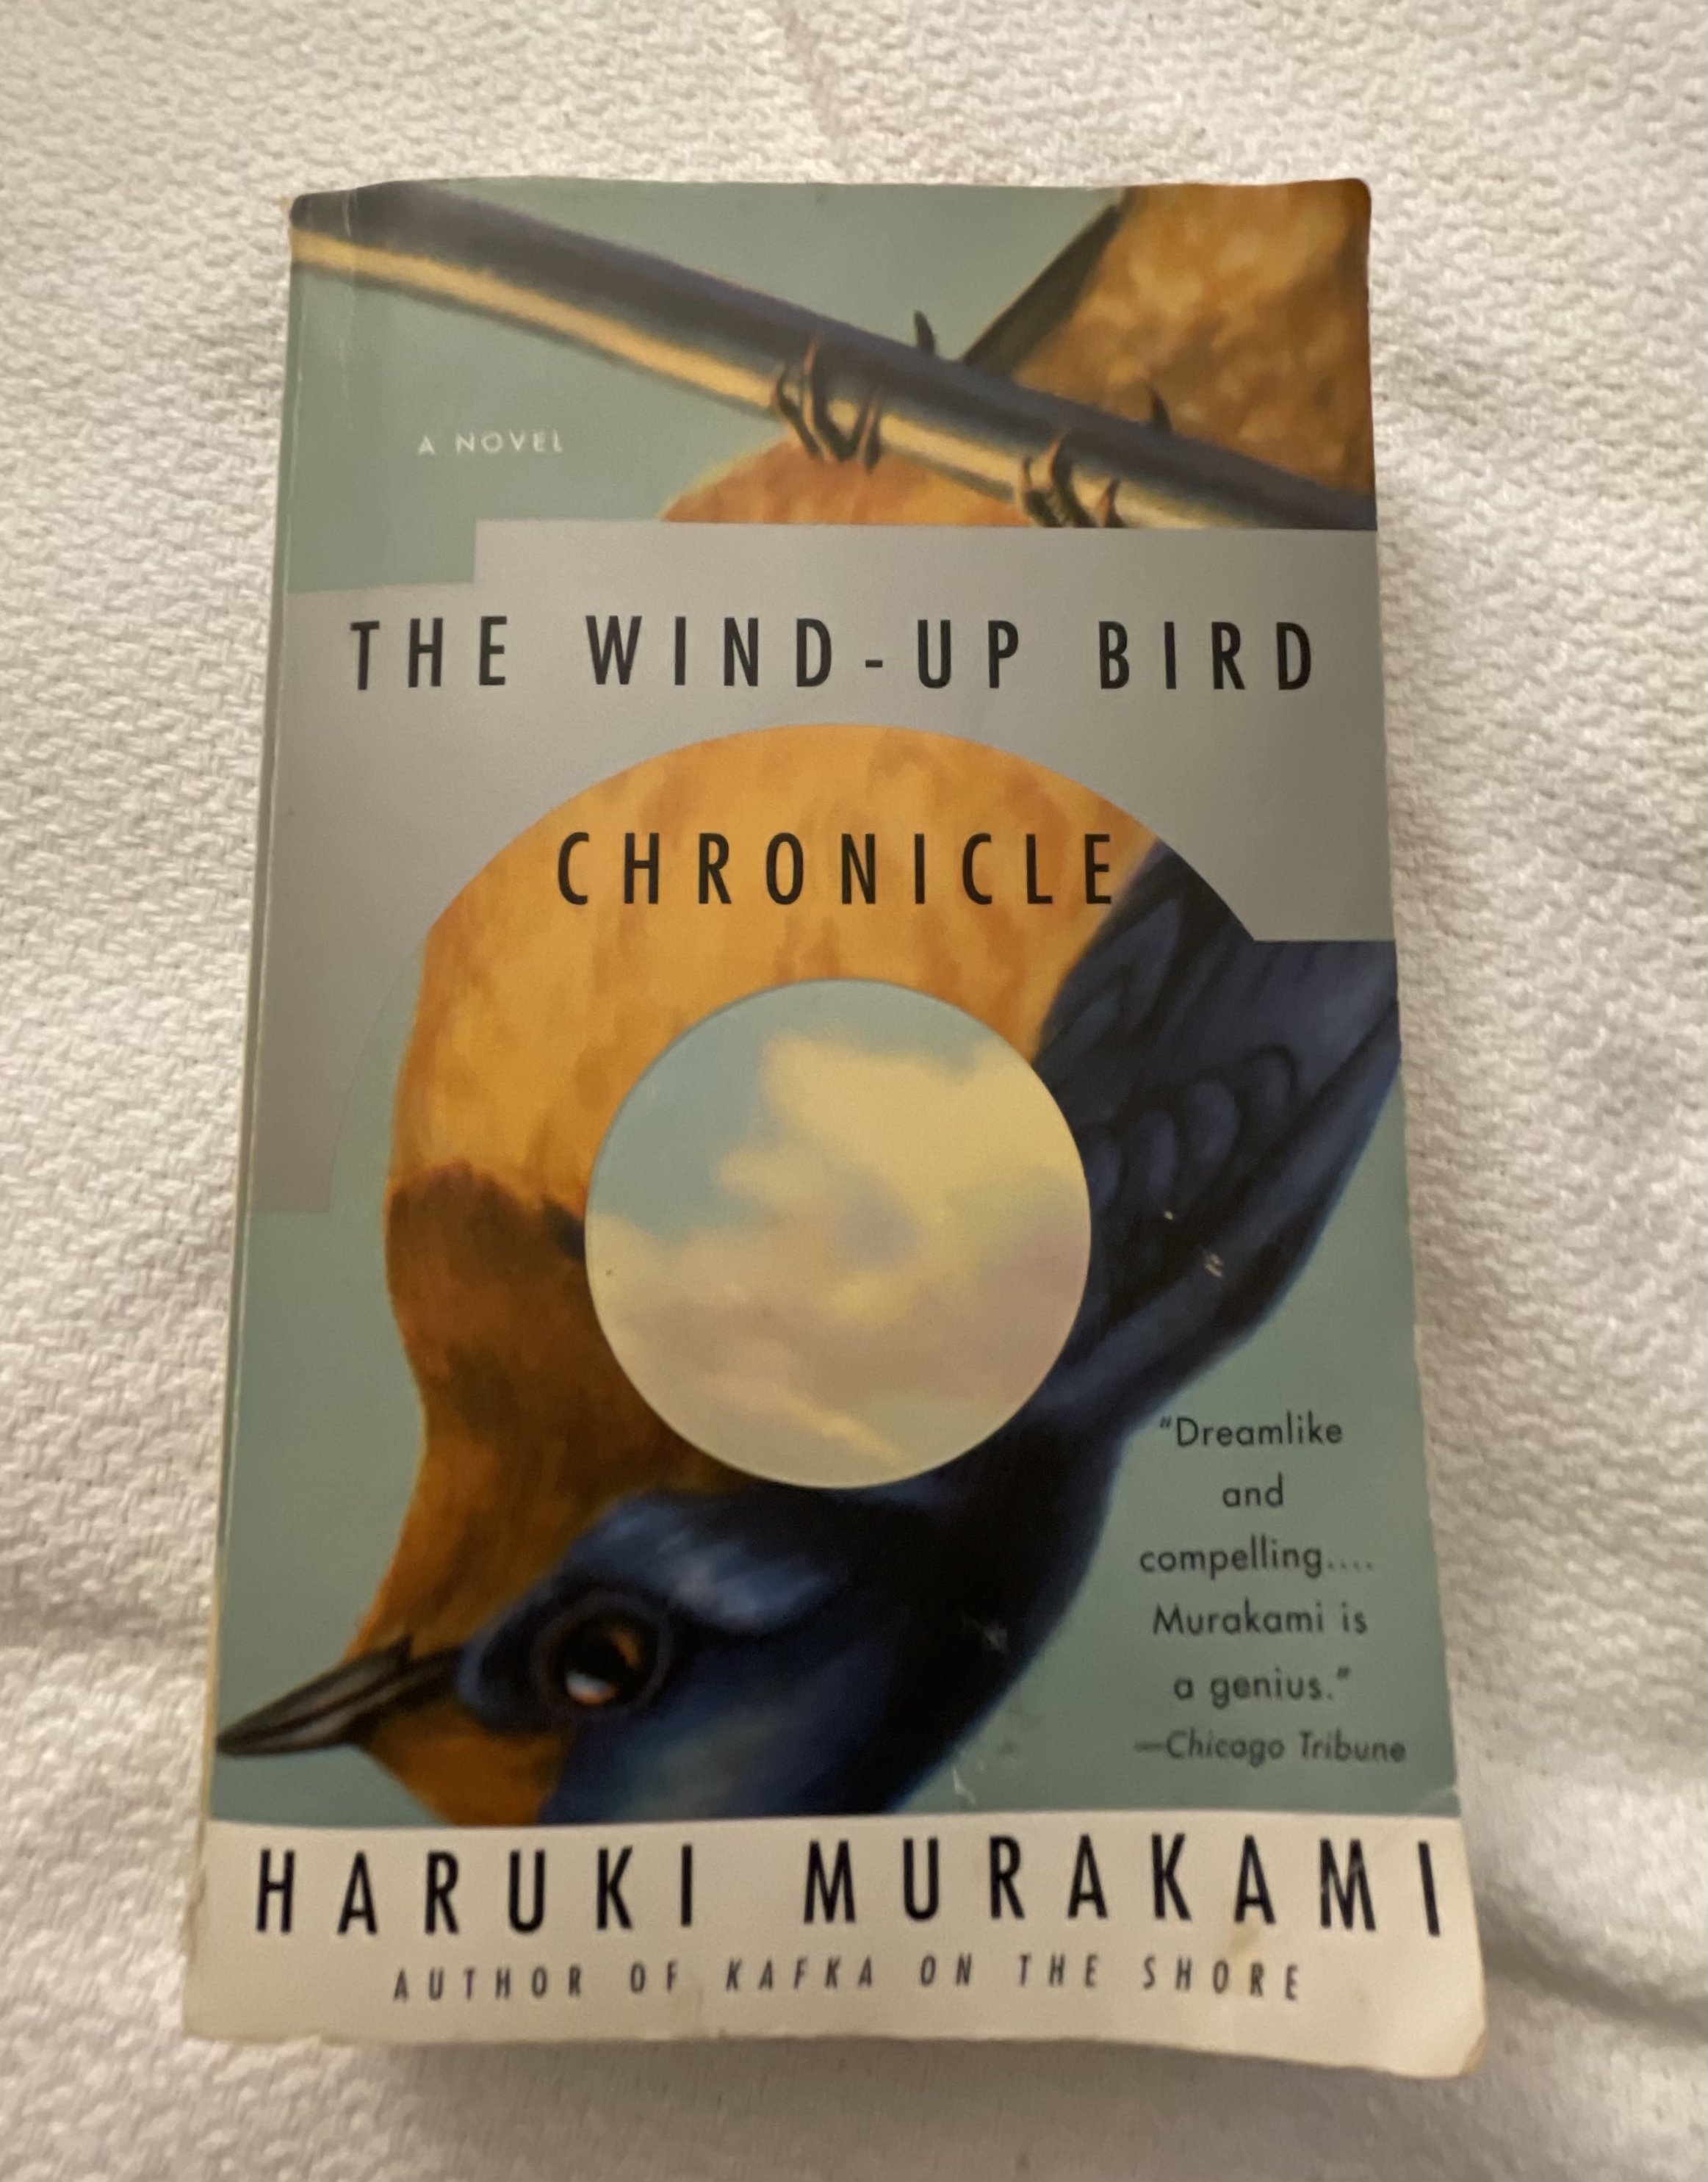 A NOVEL
THE WIND-UP BIRD
CHRONICLE
“Dreamlike
and
compelling....
Murakami is
a genius.”
—Chicago Tribune
HARUKI MURAKAMI
AUTHOR OF KAFKA ON THE SHORE